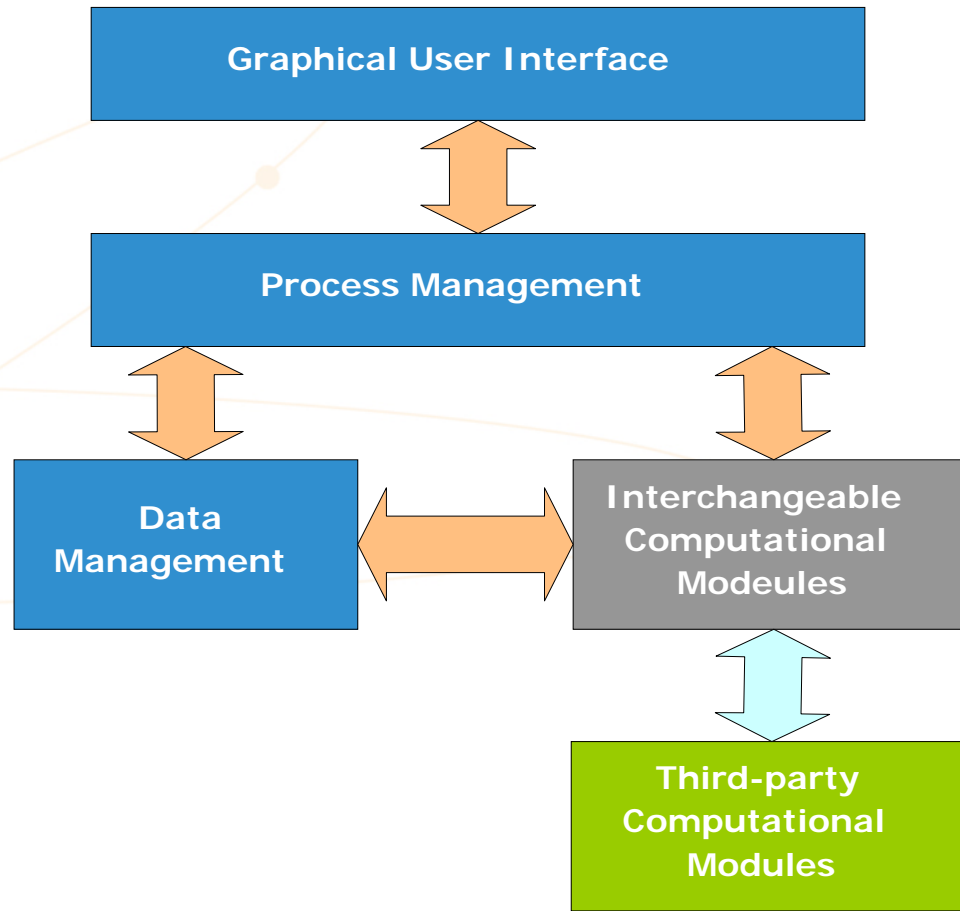 Graphical User Interface
Process Management
Data
Management
Interchangeable
Computational
Modeules
Third-party
Computational
Modules